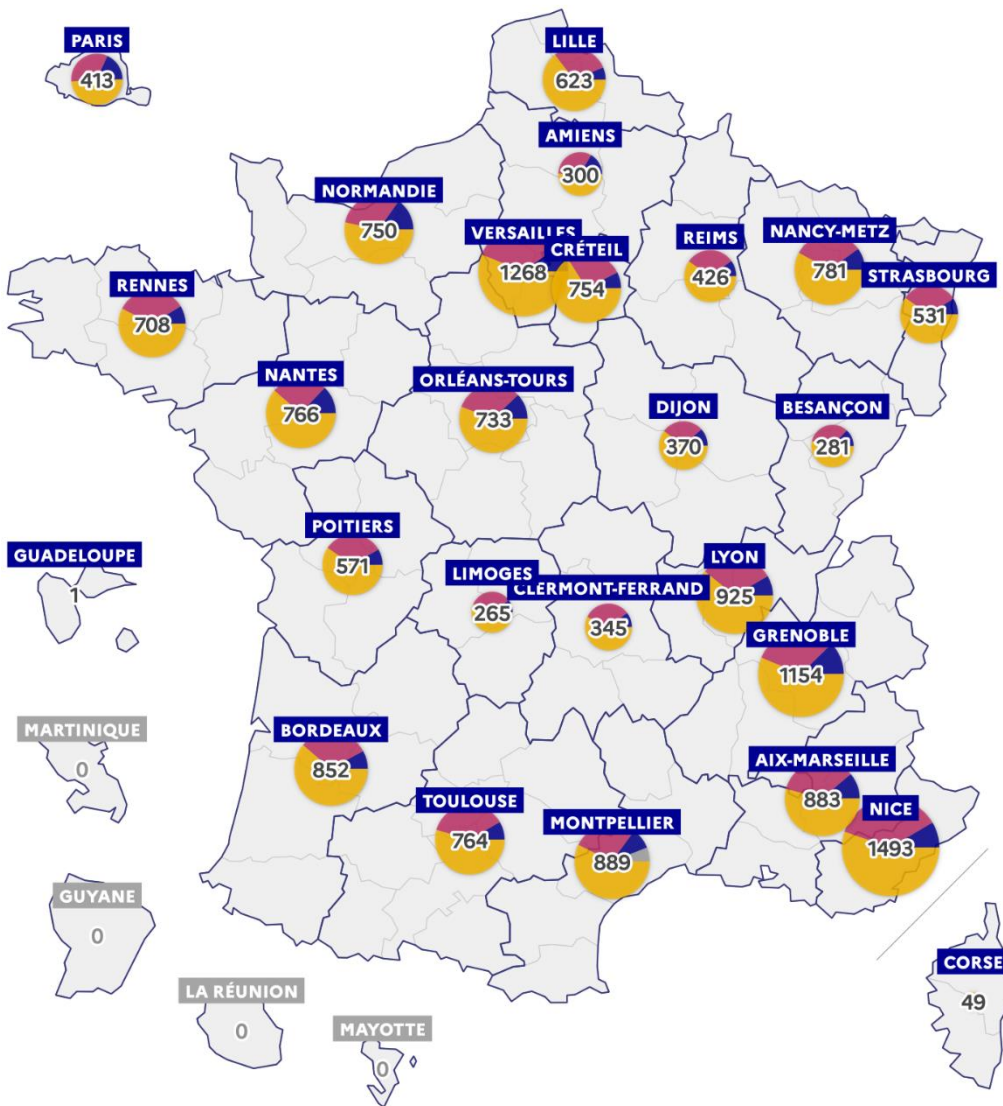 PARIS
413
LILLE
623
AMIENS
300
NORMANDIE
750
VERSAILLES
1268
CRÉTEIL
754
REIMS
426
NANCY-METZ
781
STRASBOURG
531
RENNES
708
NANTES
766
ORLÉANS-TOURS
733
DIJON
370
BESANÇON
281
POITIERS
571
GUADELOUPE
1
LIMOGES
265
CLERMONT-FERRAND
345
LYON
925
GRENOBLE
1154
MARTINIQUE
0
BORDEAUX
852
AIX-MARSEILLE
883
TOULOUSE
764
MONTPELLIER
889
NICE
1493
GUYANE
0
CORSE
49
LA RÉUNION
0
MAYOTTE
0